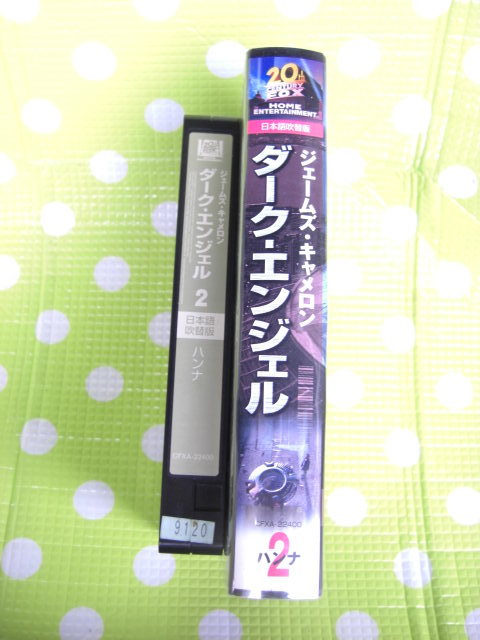 ジェームズ・キャメロン
ダーク・エンジェル 2
日本語
吹替版
ハンナ
CFXA-22400
9120
20th
CENTURY
FOX
HOME
ENTERTAINMENT
日本語吹替版
ジェームズ・キャメロン
ダーク・エンジェル
CFXA-22400
2
ハンナ